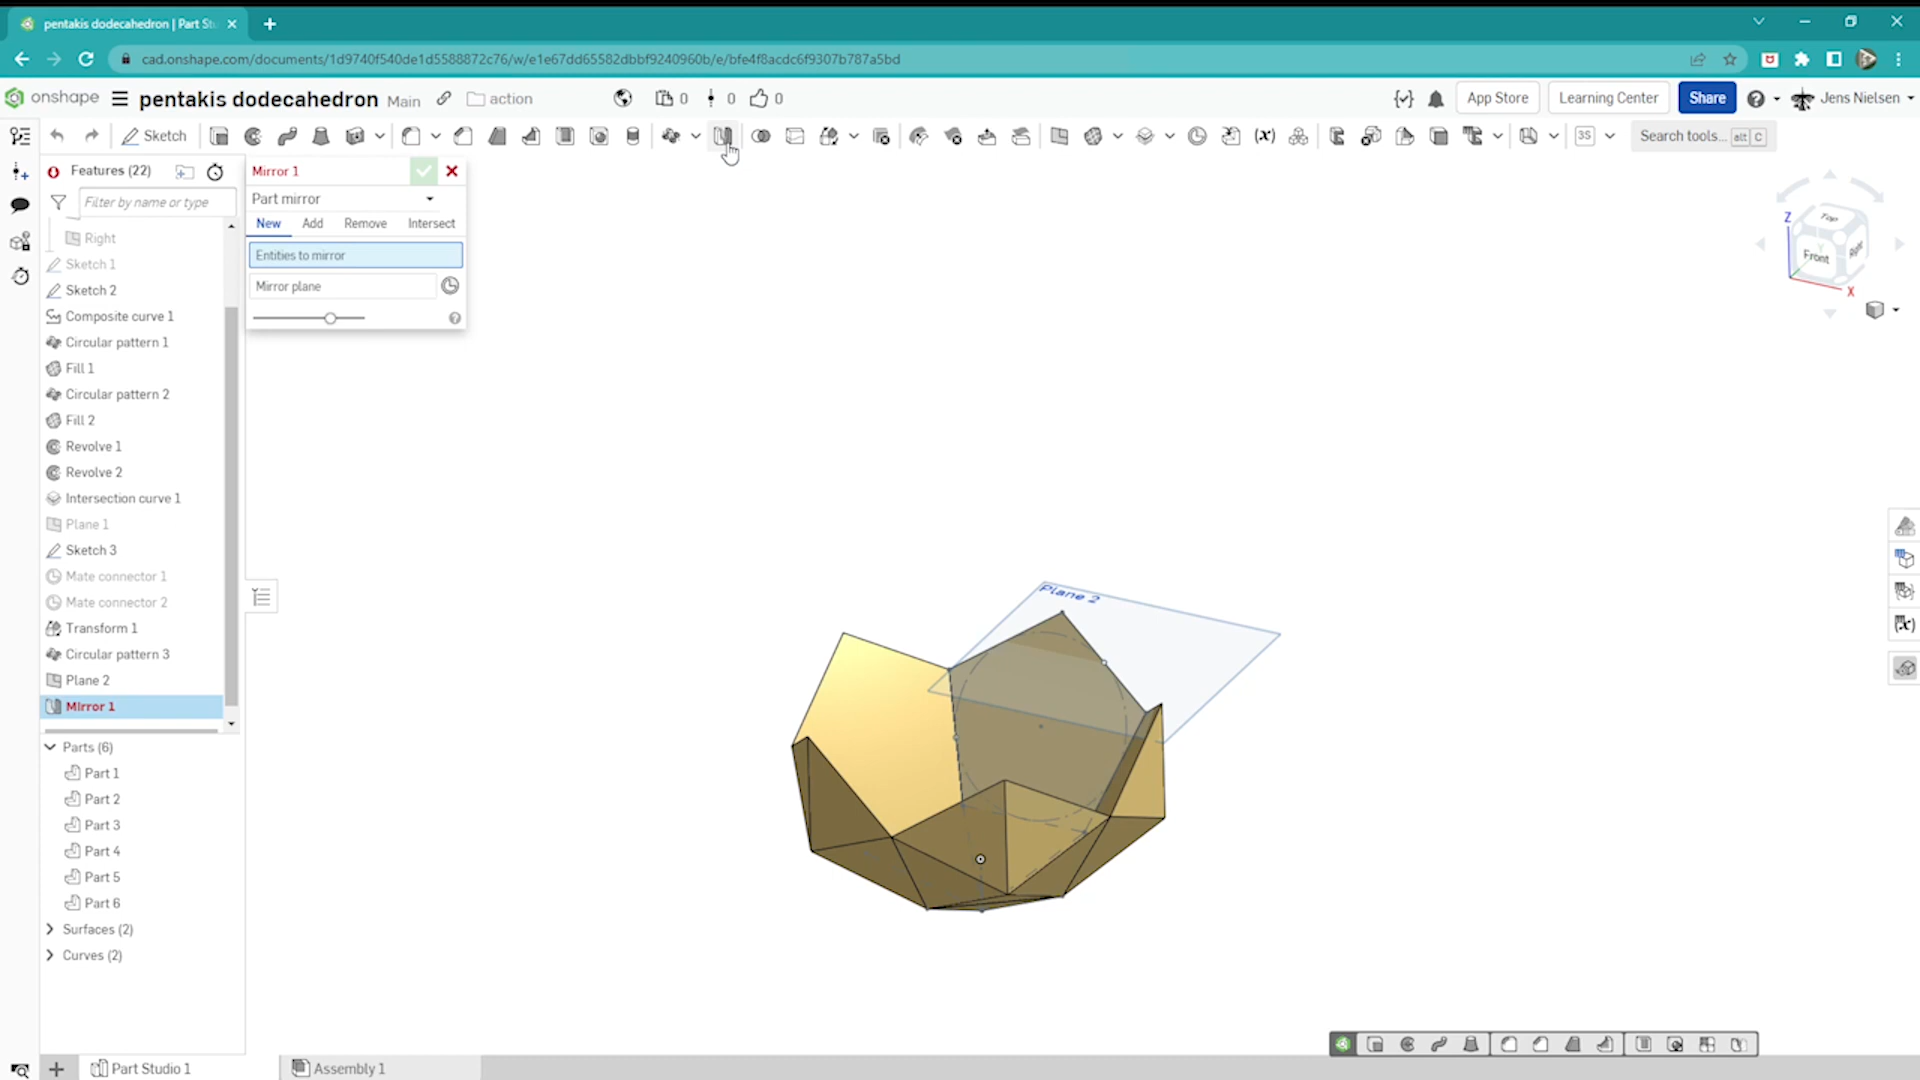 pentakis dodecahedron | Part Stu
cad.onshape.com/documents/1d9740f540de1d5588872c76/w/e1e67dd65582dbbf9240960b/e/bfe4f8acdc6f9307b787a5bd
onshape pentakis dodecahedron Main action 0 0 0 App Store Learning Center Share Jens Nielsen
Sketch (x) 3S Search tools... alt C
Features (22)
Filter by name or type
Right
Sketch 1
Sketch 2
Composite curve 1
Circular pattern 1
Fill 1
Circular pattern 2
Fill 2
Revolve 1
Revolve 2
Intersection curve 1
Plane 1
Sketch 3
Mate connector 1
Mate connector 2
Transform 1
Circular pattern 3
Plane 2
Mirror 1
Parts (6)
Part 1
Part 2
Part 3
Part 4
Part 5
Part 6
Surfaces (2)
Curves (2)
Mirror 1
Part mirror
New Add Remove Intersect
Entities to mirror
Mirror plane
Plane 2
Z
Top
Front
Right
X
(x)
Part Studio 1 Assembly 1